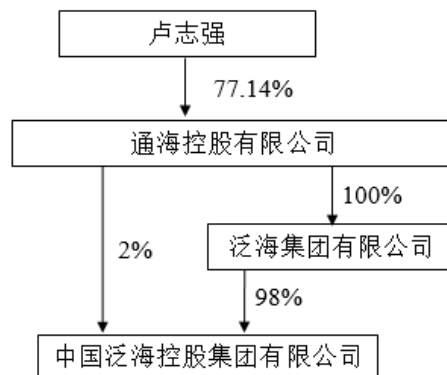 卢志强
77.14%
通海控股有限公司
100%
2%
泛海集团有限公司
98%
中国泛海控股集团有限公司